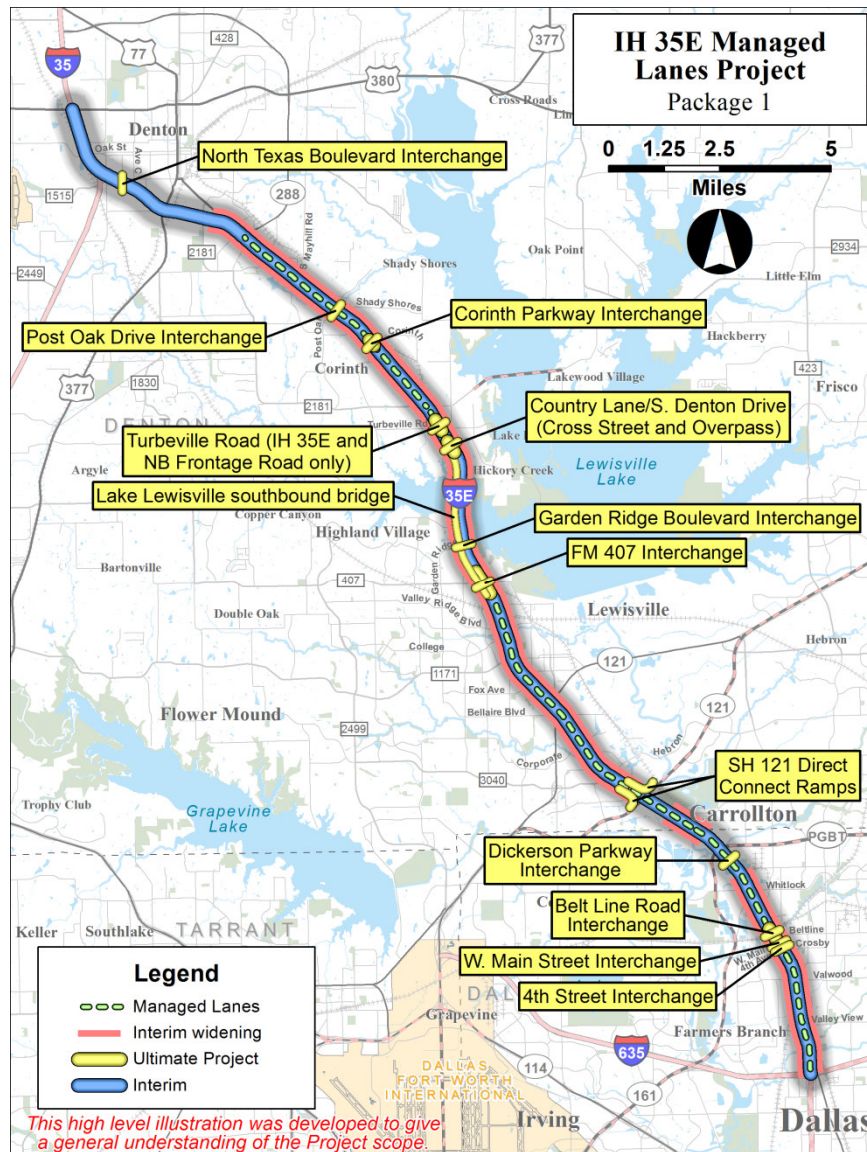 IH 35E Managed
Lanes Project
Package 1
0 1.25 2.5 5
Miles
35
77
428
377
380
Cross Roads
Denton
Oak St
Ave C
North Texas Boulevard Interchange
1515
288
2181
S Mayhill Rd
2449
Oak Point
2934
Shady Shores
Little Elm
Shady Shores
Post Oak Drive Interchange
Corinth Parkway Interchange
Post Oak
Corinth
Corinth
Hackberry
377
1830
Lakewood Village
423
Frisco
2181
DENTON
Turbeville Rd
Country Lane/S. Denton Drive
(Cross Street and Overpass)
Turbeville Road (IH 35E and
NB Frontage Road only)
Argyle
Hickory Creek
Lewisville
Lake
35E
Lake Lewisville southbound bridge
Copper Canyon
Highland Village
Garden Ridge Boulevard Interchange
Garden Ridge
FM 407 Interchange
Bartonville
407
Valley Ridge Blvd
Lewisville
Double Oak
College
Hebron
121
1171
Fox Ave
121
Flower Mound
Bellaire Blvd
2499
Hebron
Corporate
3040
SH 121 Direct
Connect Ramps
Trophy Club
Grapevine
Lake
Carrollton
PGBT
Dickerson Parkway
Interchange
Whitlock
Belt Line Road
Interchange
Keller
Southlake
TARRANT
Beltline
Crosby
W. Main
4th Ave
W. Main Street Interchange
4th Street Interchange
Valwood
Grapevine
Farmers Branch
Valley View
635
DALLAS
FORT WORTH
INTERNATIONAL
114
161
Irving
Dallas
Legend
Managed Lanes
Interim widening
Ultimate Project
Interim
This high level illustration was developed to give
a general understanding of the Project scope.